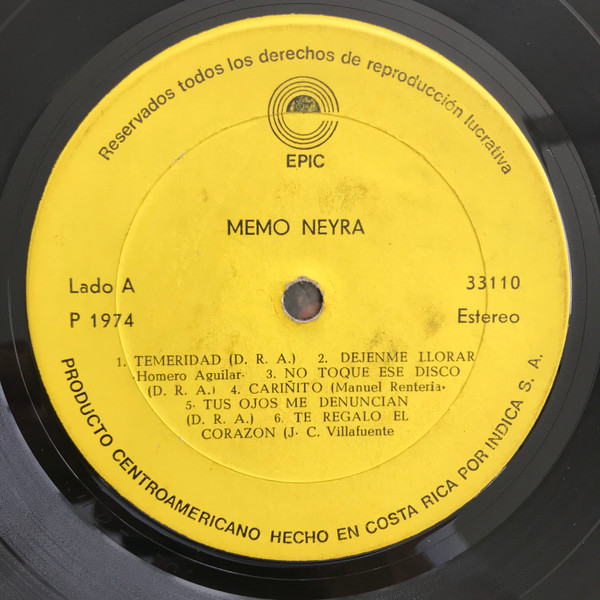 Reservados todos los derechos de reproducción lucrativa
EPIC
MEMO NEYRA
Lado A
33110
P 1974
Estereo
1. TEMERIDAD (D. R. A.) 2. DEJENME LLORAR
-Homero Aguilar- 3. NO TOQUE ESE DISCO
(D. R. A.) 4. CARIÑITO (Manuel Renteria-
5- TUS OJOS ME DENUNCIAN
(D. R. A.) 6. TE REGALO EL
CORAZON (J- C. Villafuente
PRODUCTO CENTROAMERICANO HECHO EN COSTA RICA POR INDICA S. A.